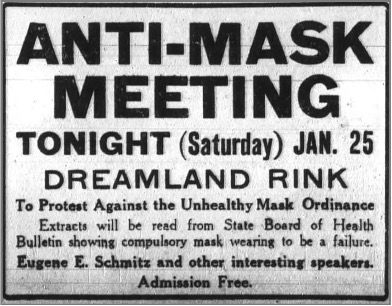 ANTI-MASK
MEETING
TONIGHT (Saturday) JAN. 25
DREAMLAND RINK
To Protest Against the Unhealthy Mask Ordinance
Extracts will be read from State Board of Health
Bulletin showing compulsory mask wearing to be a failure.
Eugene E. Schmitz and other interesting speakers.
Admission Free.